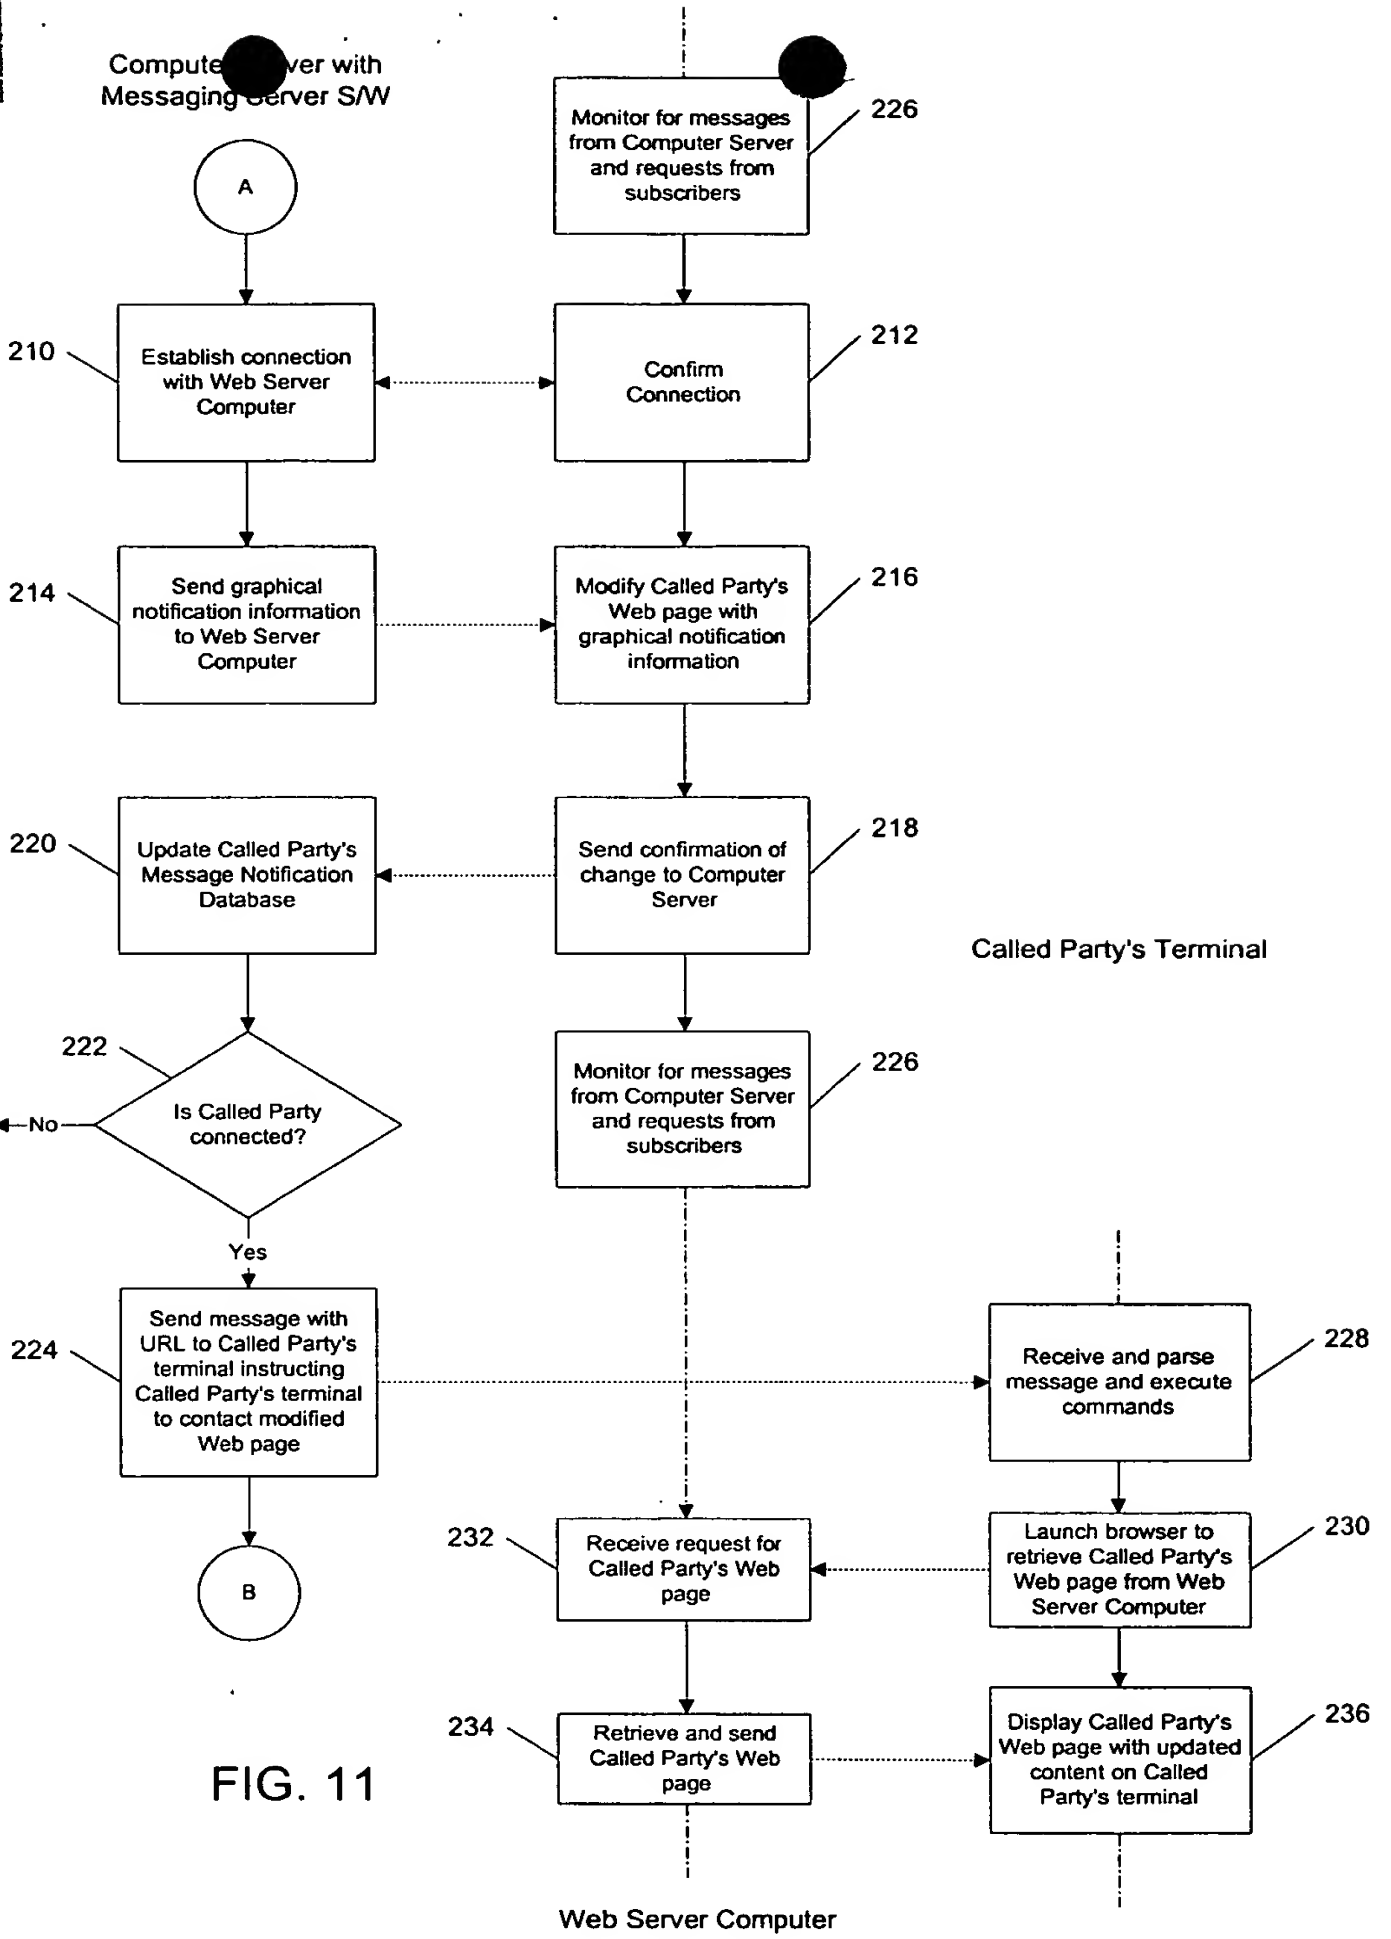 Compute ver with
Messaging Server S/W
A
Monitor for messages
from Computer Server
and requests from
subscribers
226
210
Establish connection
with Web Server
Computer
Confirm
Connection
212
214
Send graphical
notification information
to Web Server
Computer
Modify Called Party's
Web page with
graphical notification
information
216
220
Update Called Party's
Message Notification
Database
Send confirmation of
change to Computer
Server
218
Called Party's Terminal
222
Is Called Party
connected?
No
Yes
Monitor for messages
from Computer Server
and requests from
subscribers
226
224
Send message with
URL to Called Party's
terminal instructing
Called Party's terminal
to contact modified
Web page
Receive and parse
message and execute
commands
228
B
232
Receive request for
Called Party's Web
page
Launch browser to
retrieve Called Party's
Web page from Web
Server Computer
230
234
Retrieve and send
Called Party's Web
page
Display Called Party's
Web page with updated
content on Called
Party's terminal
236
FIG. 11
Web Server Computer